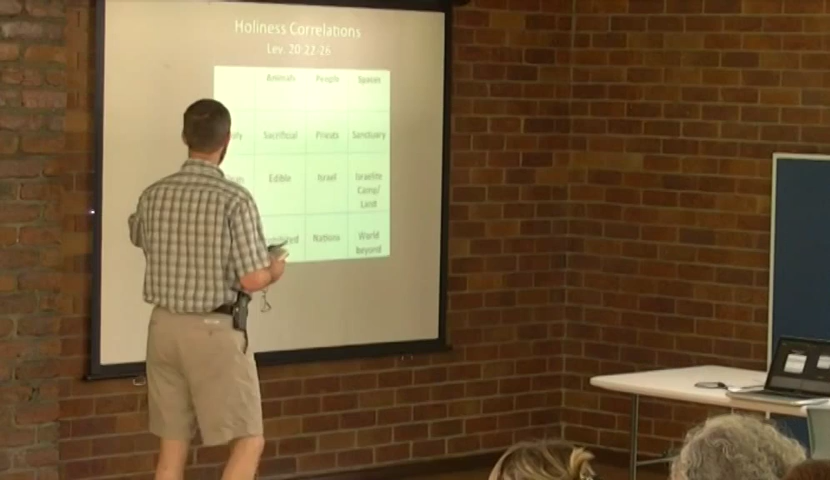 Holiness Correlations
Lev. 20:22-26
Animals People Spaces
Sacrificial Priests Sanctuary
Edible Israel Israelite
Camp/
Land
Nations World
beyond